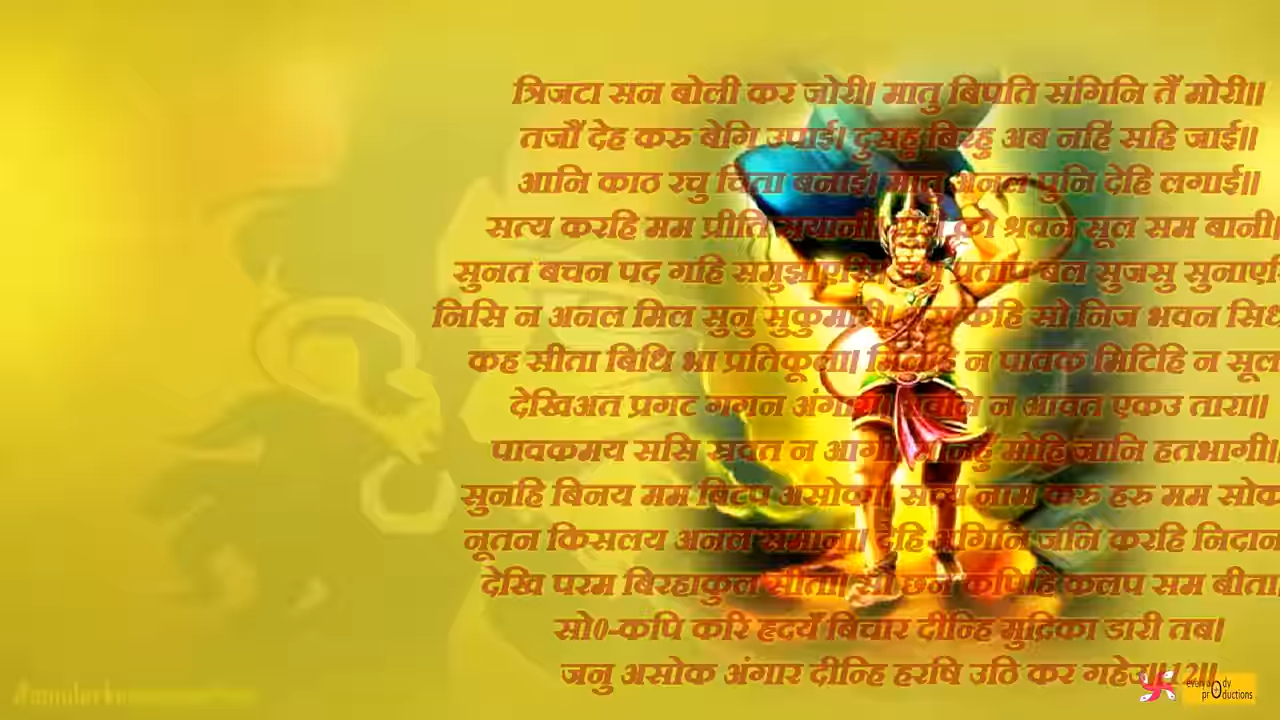 त्रिजटा सन बोली कर जोरी। मातु बिपति संगिनि तैं मोरी॥
तजौं देह करु बेगि उपाई। दुसहु बिरहु अब नहिं सहि जाई॥
आनि काठ रचु चिता बनाई। मातु अनल पुनि देहि लगाई॥
सत्य करहि मम प्रीति सयानी। को श्रवन सूल सम बानी।
सुनत बचन पद गहि समुझाएसि। प्रताप बल सुजसु सुनाएसि
निसि न अनल मिल सुनु सुकुमारी। कहि सो निज भवन सिध
कह सीता बिधि भा प्रतिकूला। मिलहि न पावक मिटिहि न सूल
देखिअत प्रगट गगन अंगारा। अवनि न आवत एकउ तारा॥
पावकमय ससि स्रवत न आगी। मानहुँ मोहि जानि हतभागी॥
सुनहि बिनय मम बिटप असोका। सत्य नाम करु हरु मम सोक
नूतन किसलय अनल समाना। देहि अगिनि जनि करहि निदान
देखि परम बिरहाकुल सीता। सो छन कपिहि कलप सम बीता
सो0-कपि करि हृदयँ बिचार दीन्हि मुद्रिका डारी तब।
जनु असोक अंगार दीन्हि हरषि उठि कर गहेउ॥12॥
productions